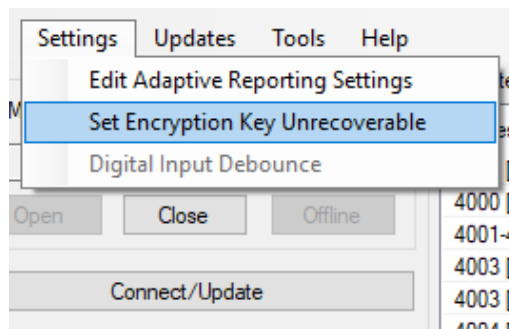 Settings Updates Tools Help
Edit Adaptive Reporting Settings
Set Encryption Key Unrecoverable
Digital Input Debounce
Open Close Offline
4000 [
4001-4
Connect/Update
4003 [
4003 [